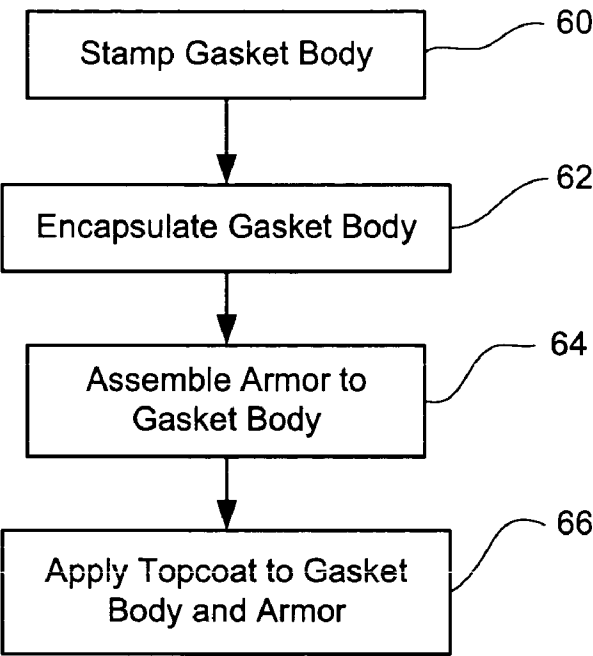 Stamp Gasket Body
60
Encapsulate Gasket Body
62
Assemble Armor to
Gasket Body
64
Apply Topcoat to Gasket
Body and Armor
66